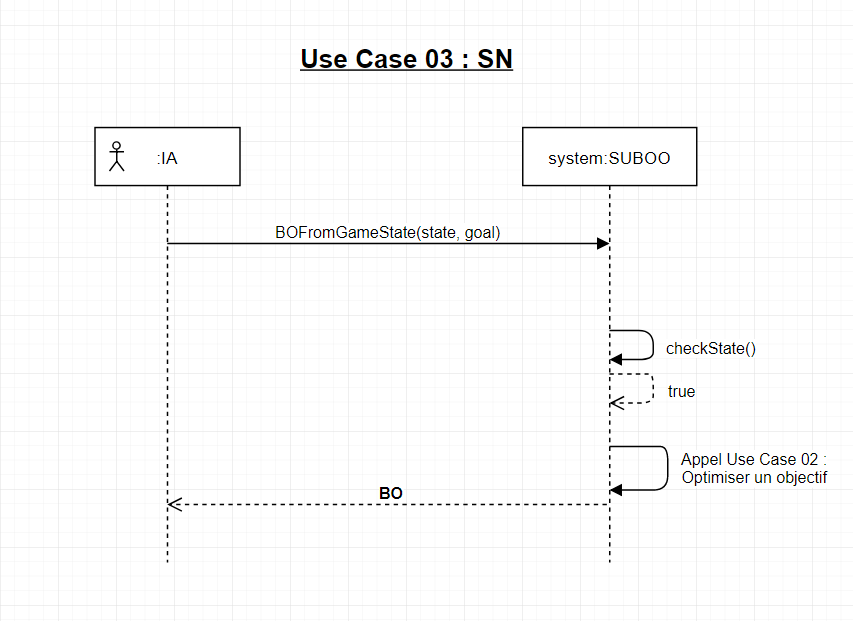 Use Case 03 : SN
:IA
system:SUBOO
BOFromGameState(state, goal)
checkState()
true
Appel Use Case 02 :
Optimiser un objectif
BO